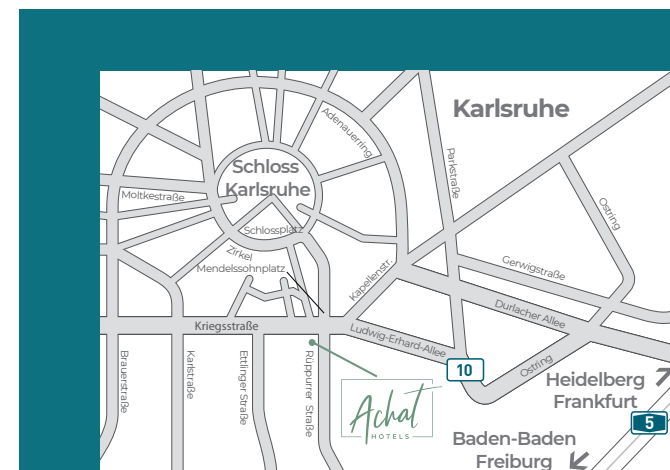 Karlsruhe
Adenauerring
Parkstraße
Schloss
Karlsruhe
Moltkestraße
Ostring
Schlossplatz
Zirkel
Mendelssohnplatz
Kapellenstr.
Gerwigstraße
Durlacher Allee
Kriegsstraße
Ludwig-Erhard-Allee
Brauerstraße
Karlstraße
Ettlinger Straße
Rüppurrer Straße
10
Ostring
Heidelberg
Frankfurt
Achat
HOTELS
5
Baden-Baden
Freiburg